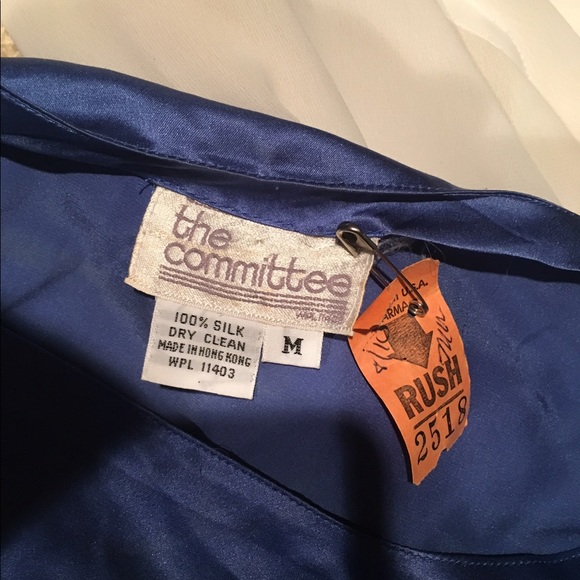 the
committee
100% SILK
DRY CLEAN
MADE IN HONG KONG
WPL 11403
M
U.S.A.
RUSH
2518